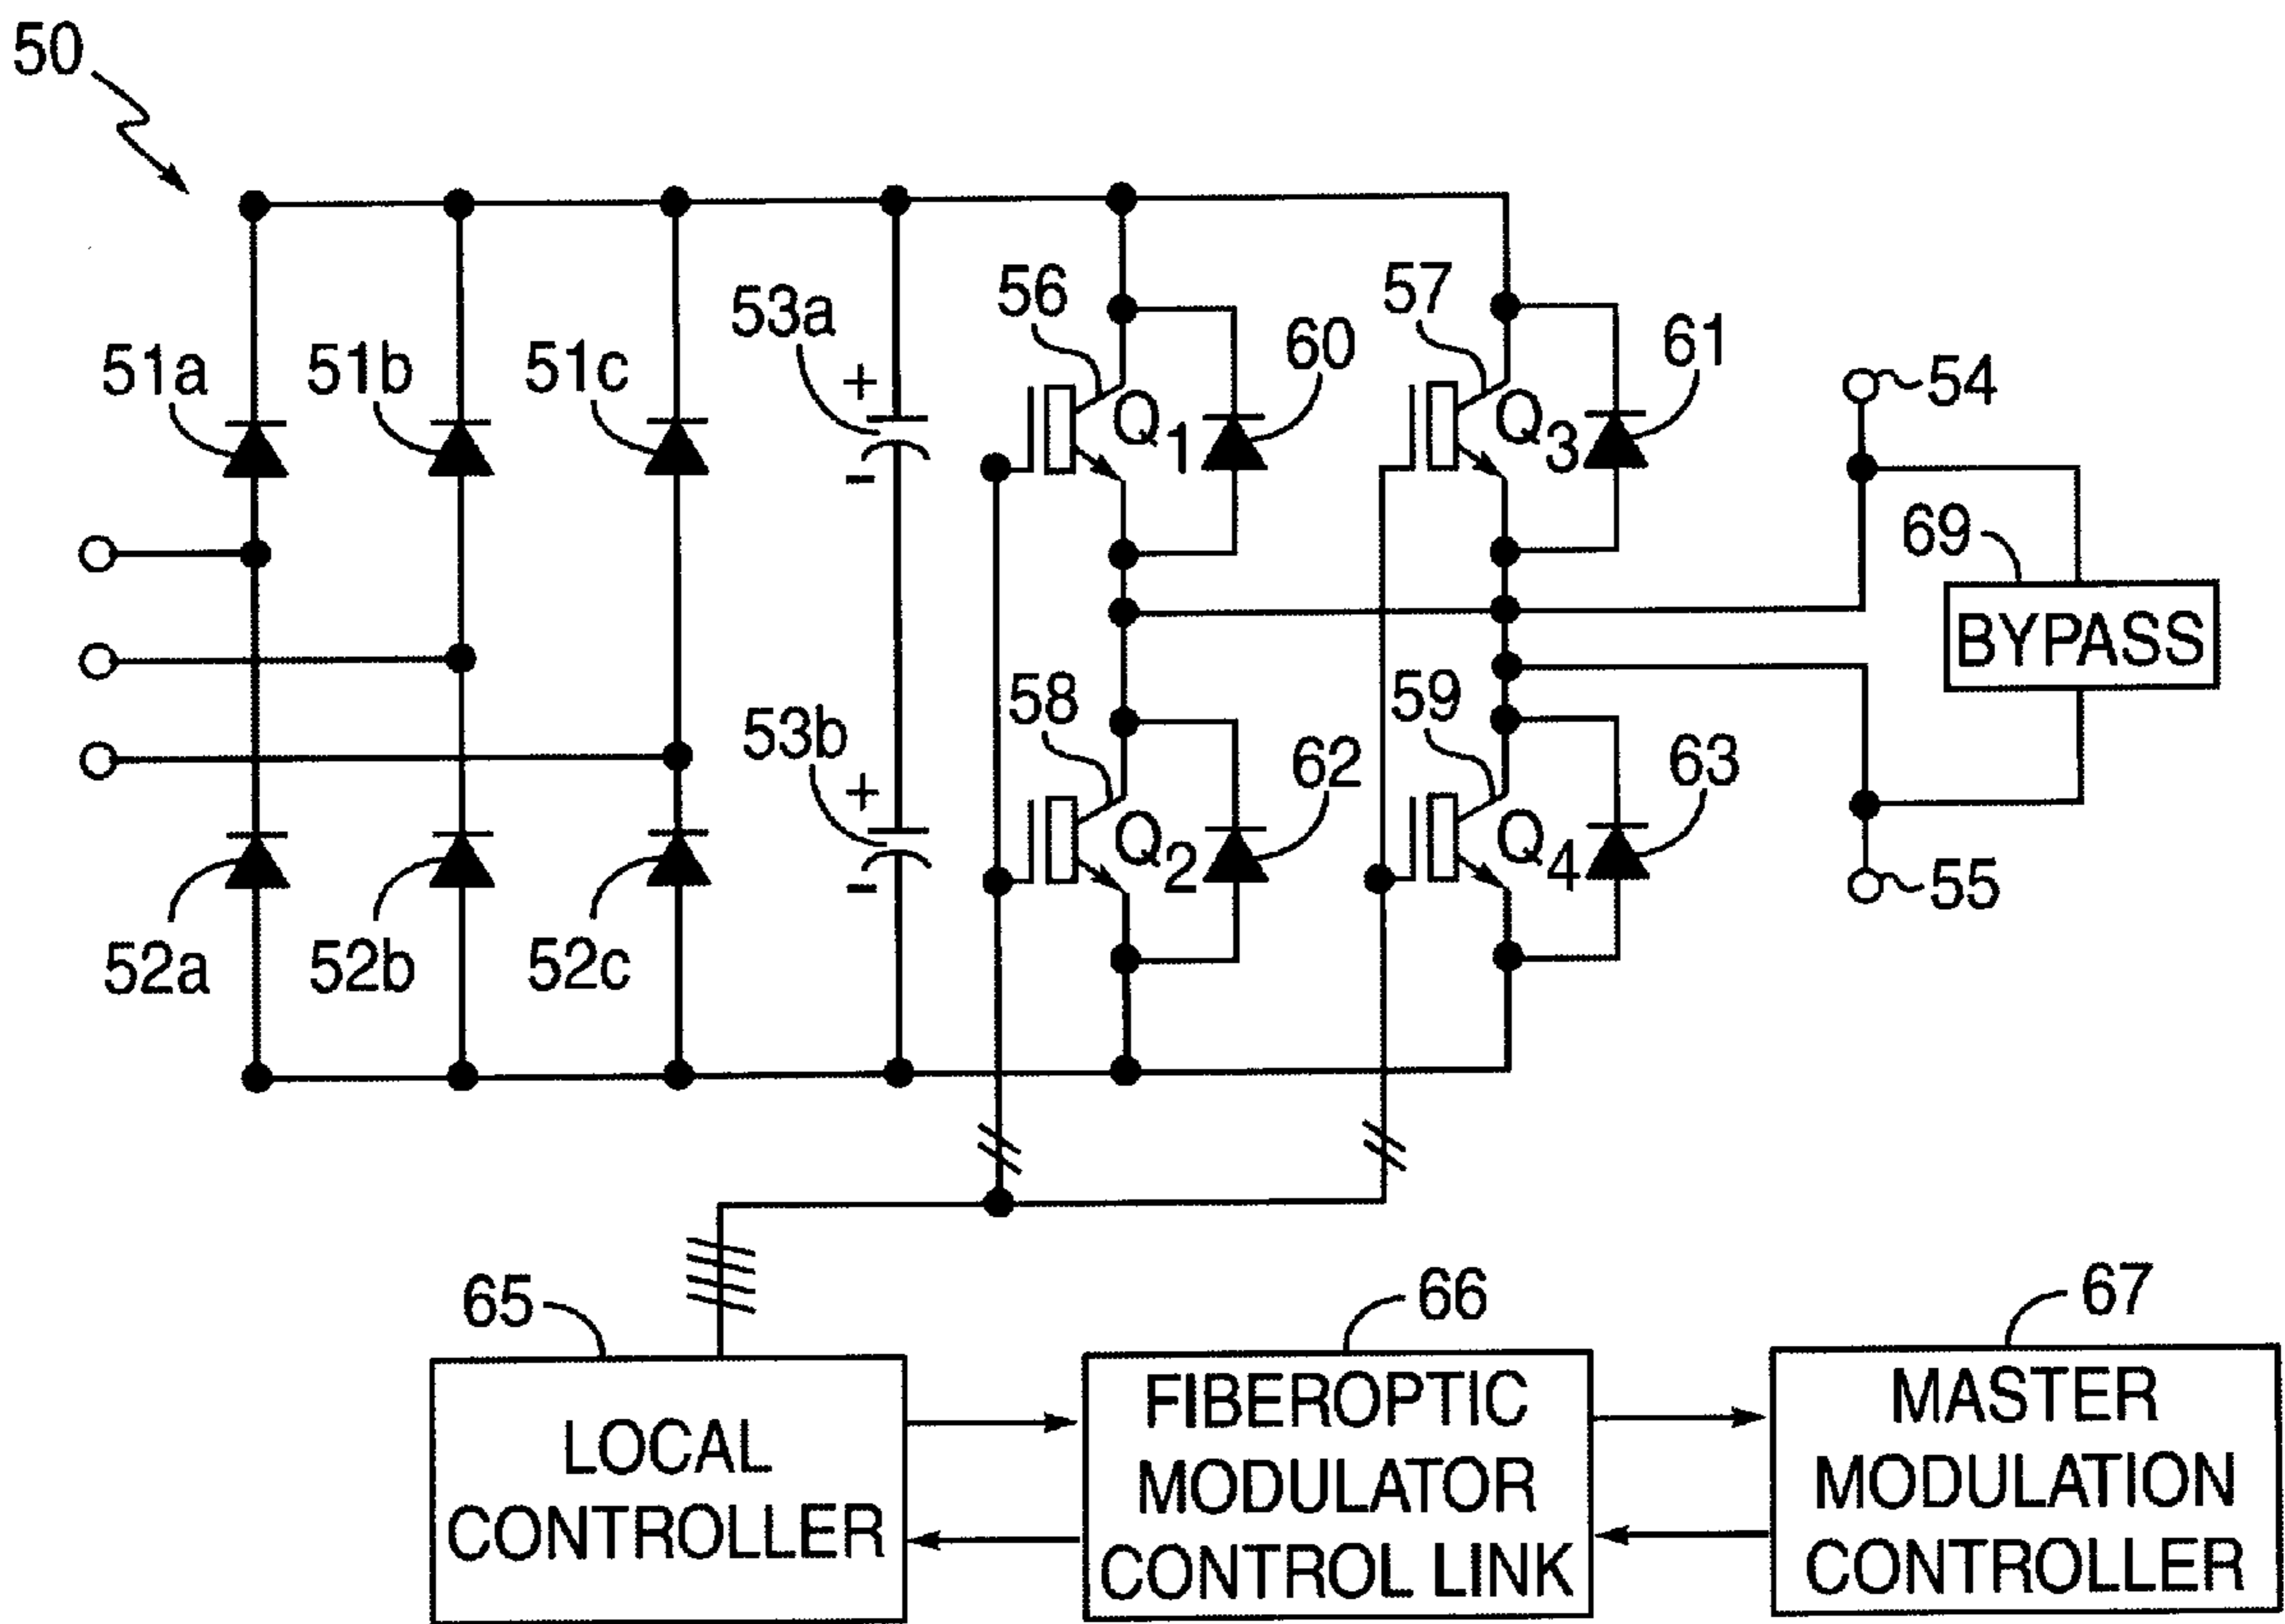 50
53a
56
57
51a
51b
51c
60
61
54
+
Q1
Q3
-
69
BYPASS
53b
58
59
62
63
+
Q2
Q4
-
55
52a
52b
52c
65
66
67
LOCAL
CONTROLLER
FIBEROPTIC
MODULATOR
CONTROL LINK
MASTER
MODULATION
CONTROLLER